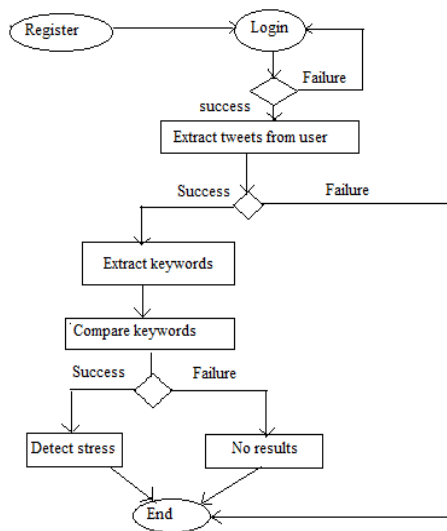 Register
Login
Failure
success
Extract tweets from user
Success
Failure
Extract keywords
Compare keywords
Success
Failure
Detect stress
No results
End